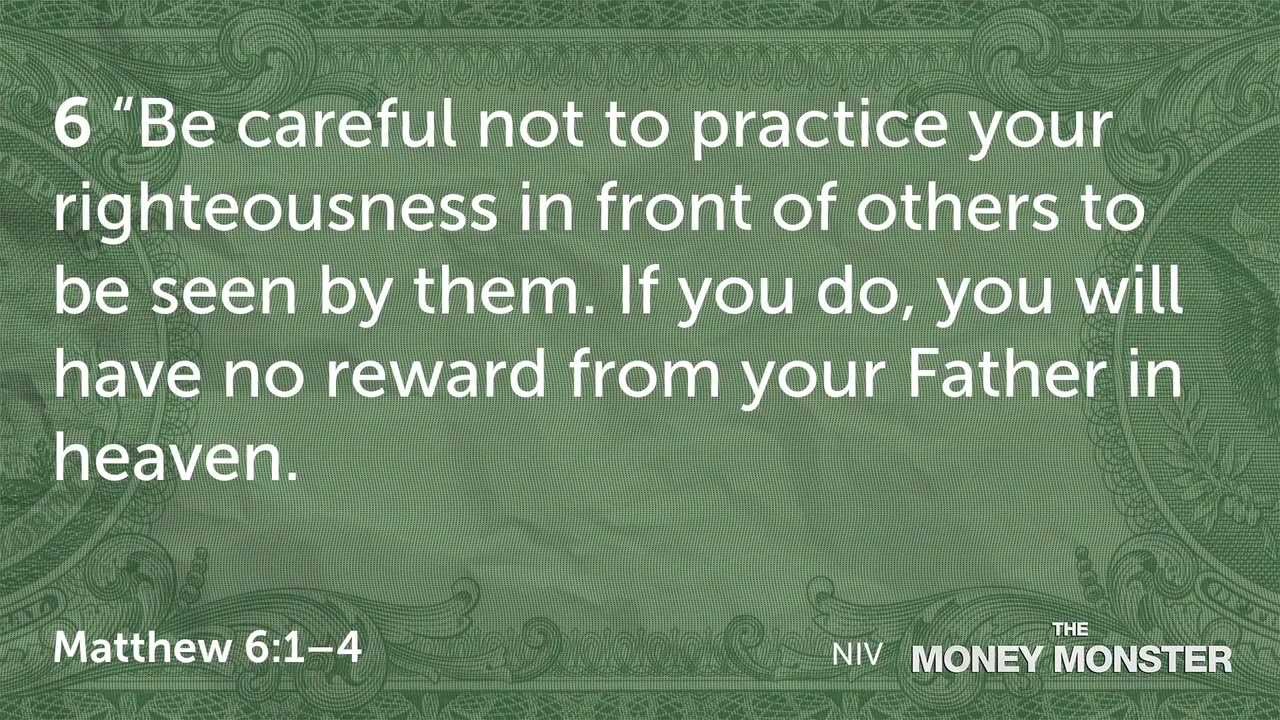 6 “Be careful not to practice your
righteousness in front of others to
be seen by them. If you do, you will
have no reward from your Father in
heaven.
Matthew 6:1–4
NIV
THE
MONEY MONSTER